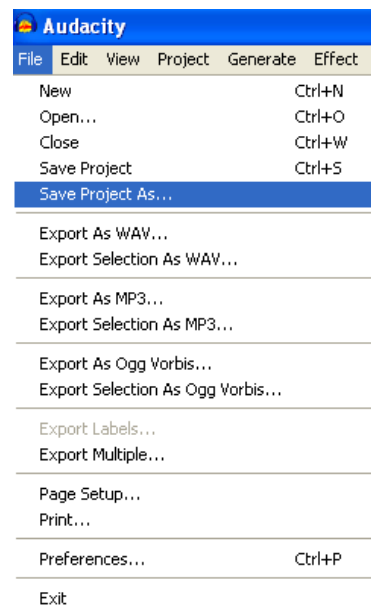 Audacity
File Edit View Project Generate Effect
New Ctrl+N
Open... Ctrl+O
Close Ctrl+W
Save Project Ctrl+S
Save Project As...
Export As WAV...
Export Selection As WAV...
Export As MP3...
Export Selection As MP3...
Export As Ogg Vorbis...
Export Selection As Ogg Vorbis...
Export Labels...
Export Multiple...
Page Setup...
Print...
Preferences... Ctrl+P
Exit